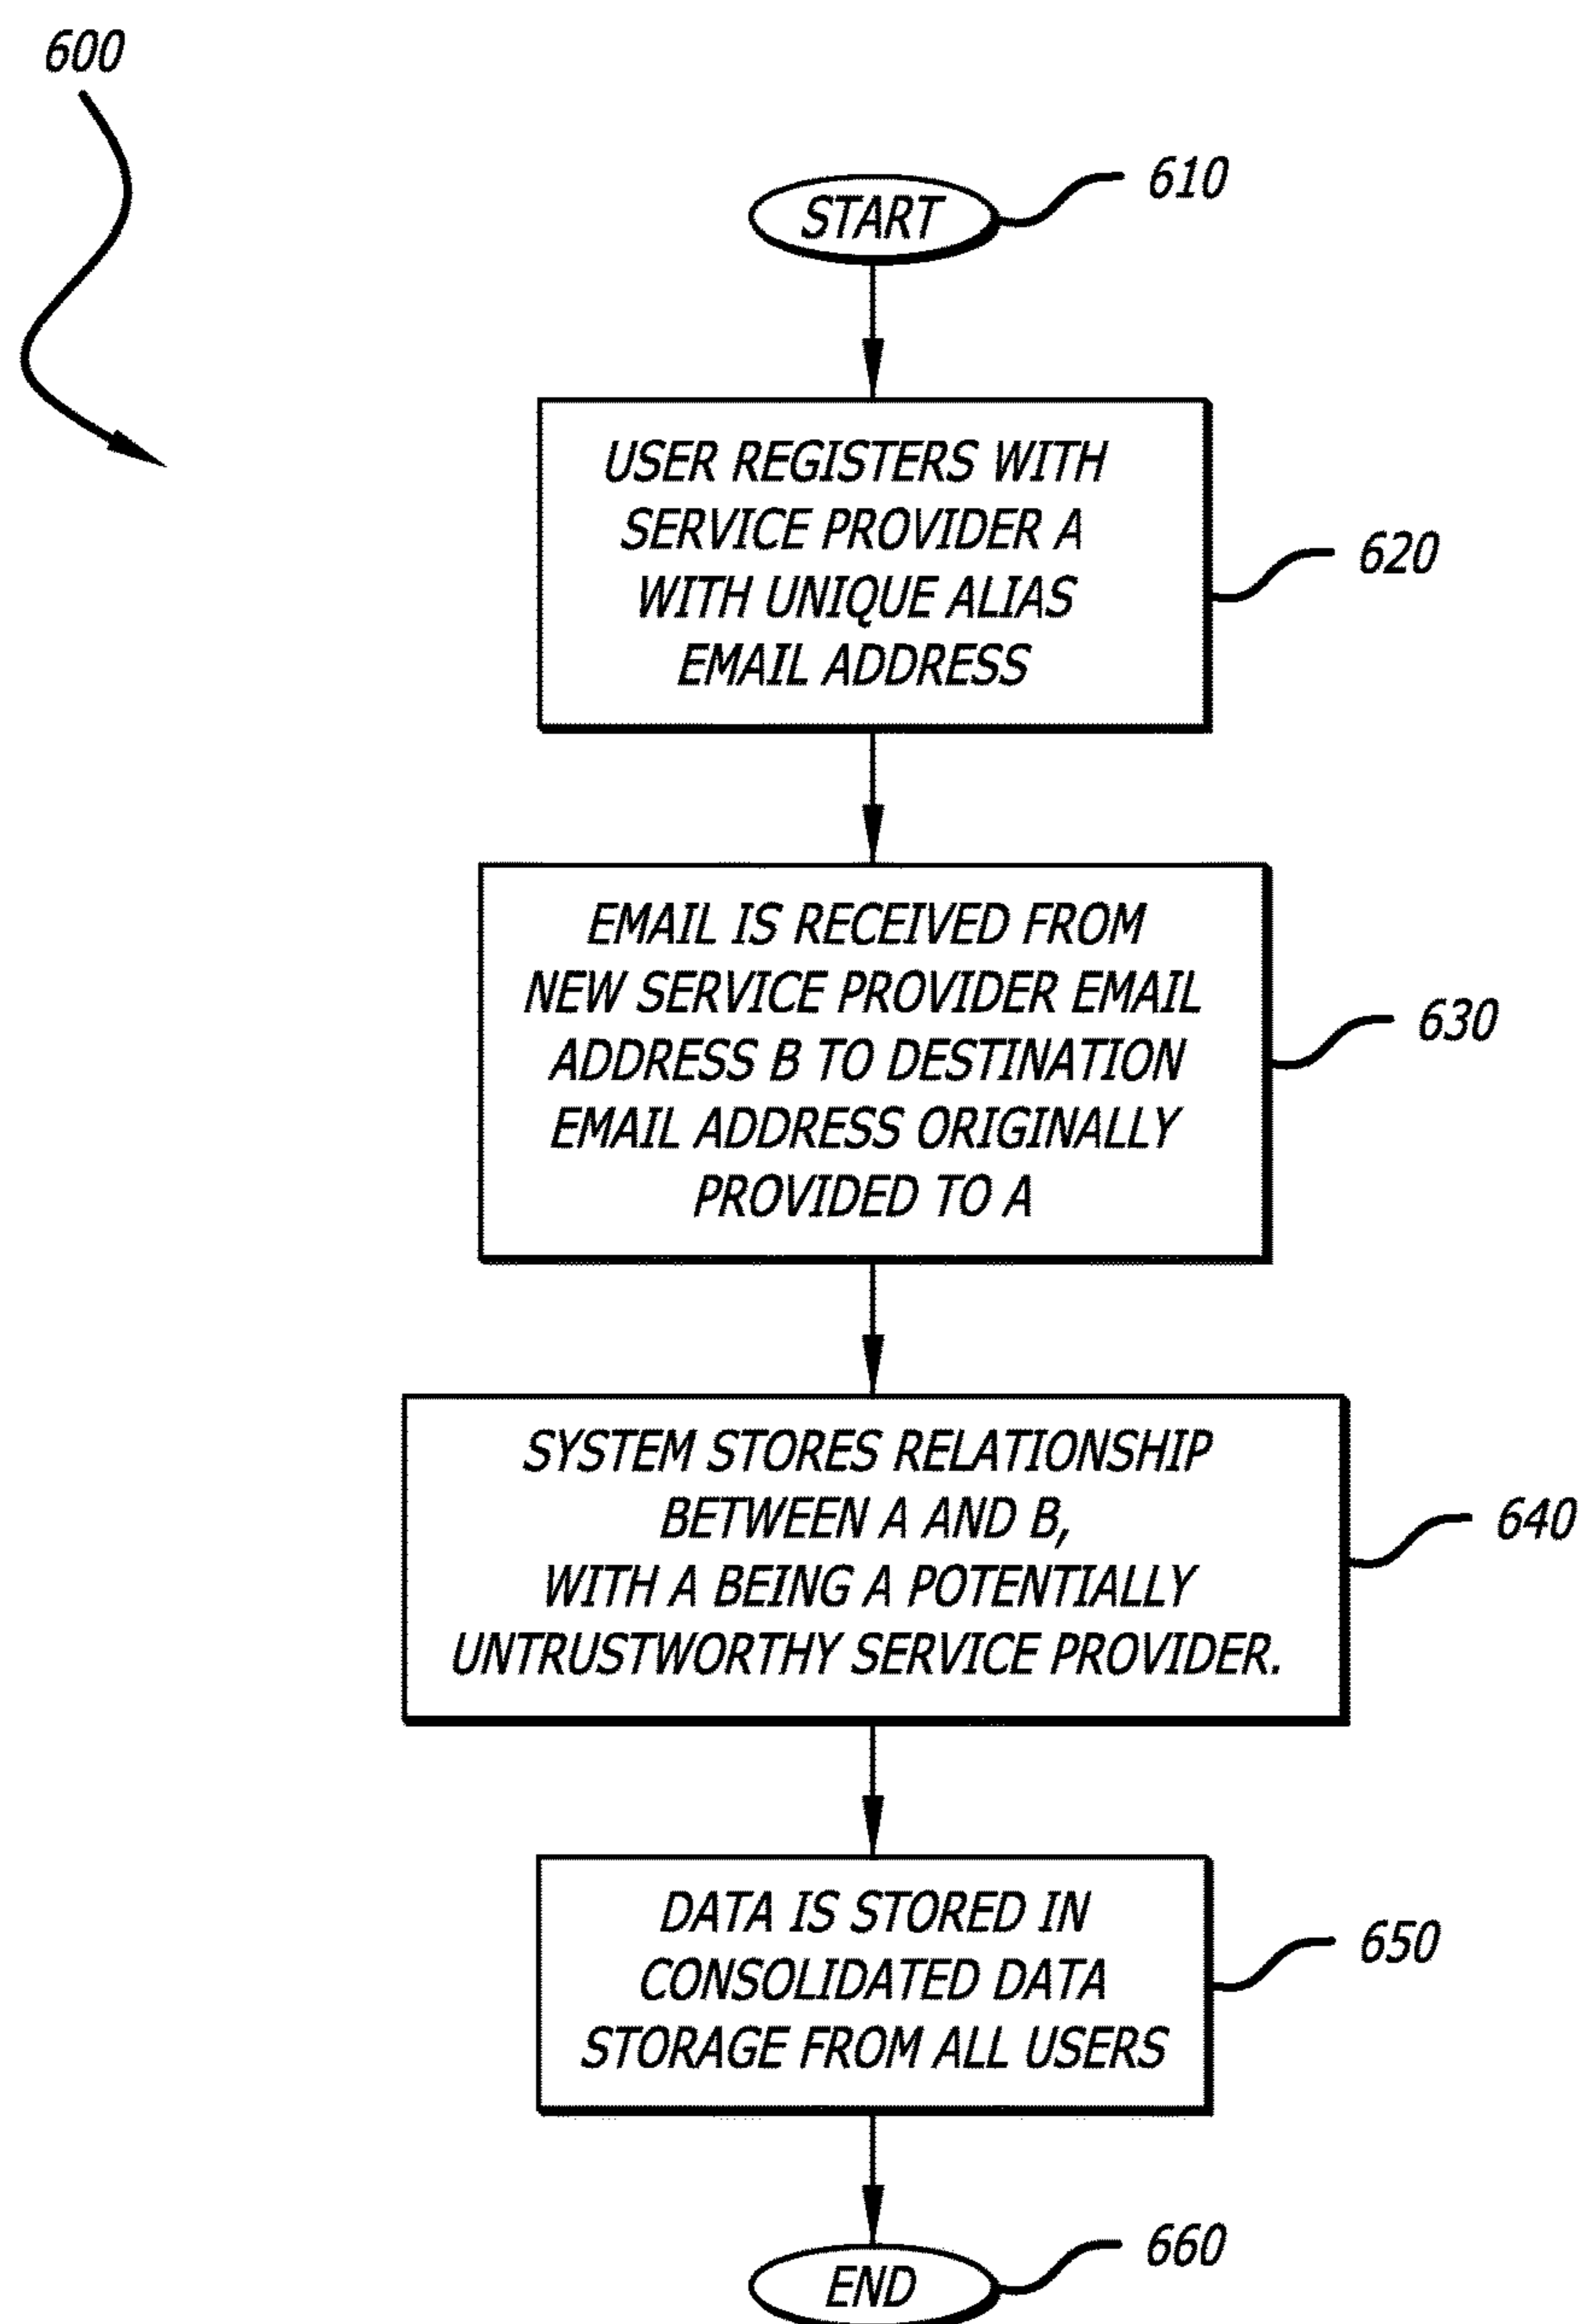 600
START
610
USER REGISTERS WITH
SERVICE PROVIDER A
WITH UNIQUE ALIAS
EMAIL ADDRESS
620
EMAIL IS RECEIVED FROM
NEW SERVICE PROVIDER EMAIL
ADDRESS B TO DESTINATION
EMAIL ADDRESS ORIGINALLY
PROVIDED TO A
630
SYSTEM STORES RELATIONSHIP
BETWEEN A AND B,
WITH A BEING A POTENTIALLY
UNTRUSTWORTHY SERVICE PROVIDER.
640
DATA IS STORED IN
CONSOLIDATED DATA
STORAGE FROM ALL USERS
650
END
660